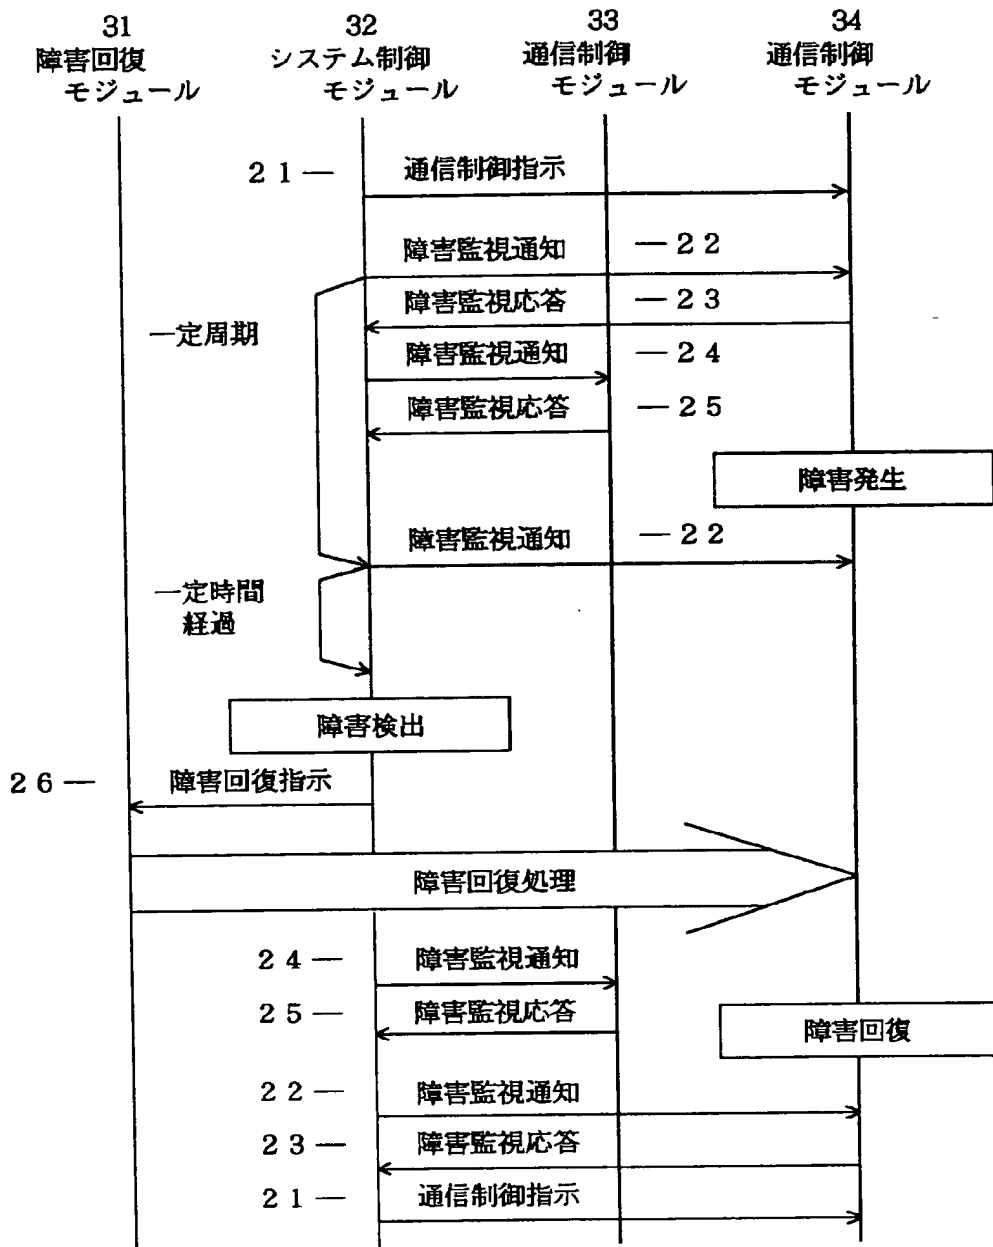 31 32 33 34
障害回復 システム制御 通信制御 通信制御
モジュール モジュール モジュール モジュール
21― 通信制御指示
障害監視通知 ―22
障害監視応答 ―23
一定周期
障害監視通知 ―24
障害監視応答 ―25
障害発生
障害監視通知 ―22
一定時間
経過
障害検出
26― 障害回復指示
障害回復処理
24― 障害監視通知
25― 障害監視応答
障害回復
22― 障害監視通知
23― 障害監視応答
21― 通信制御指示